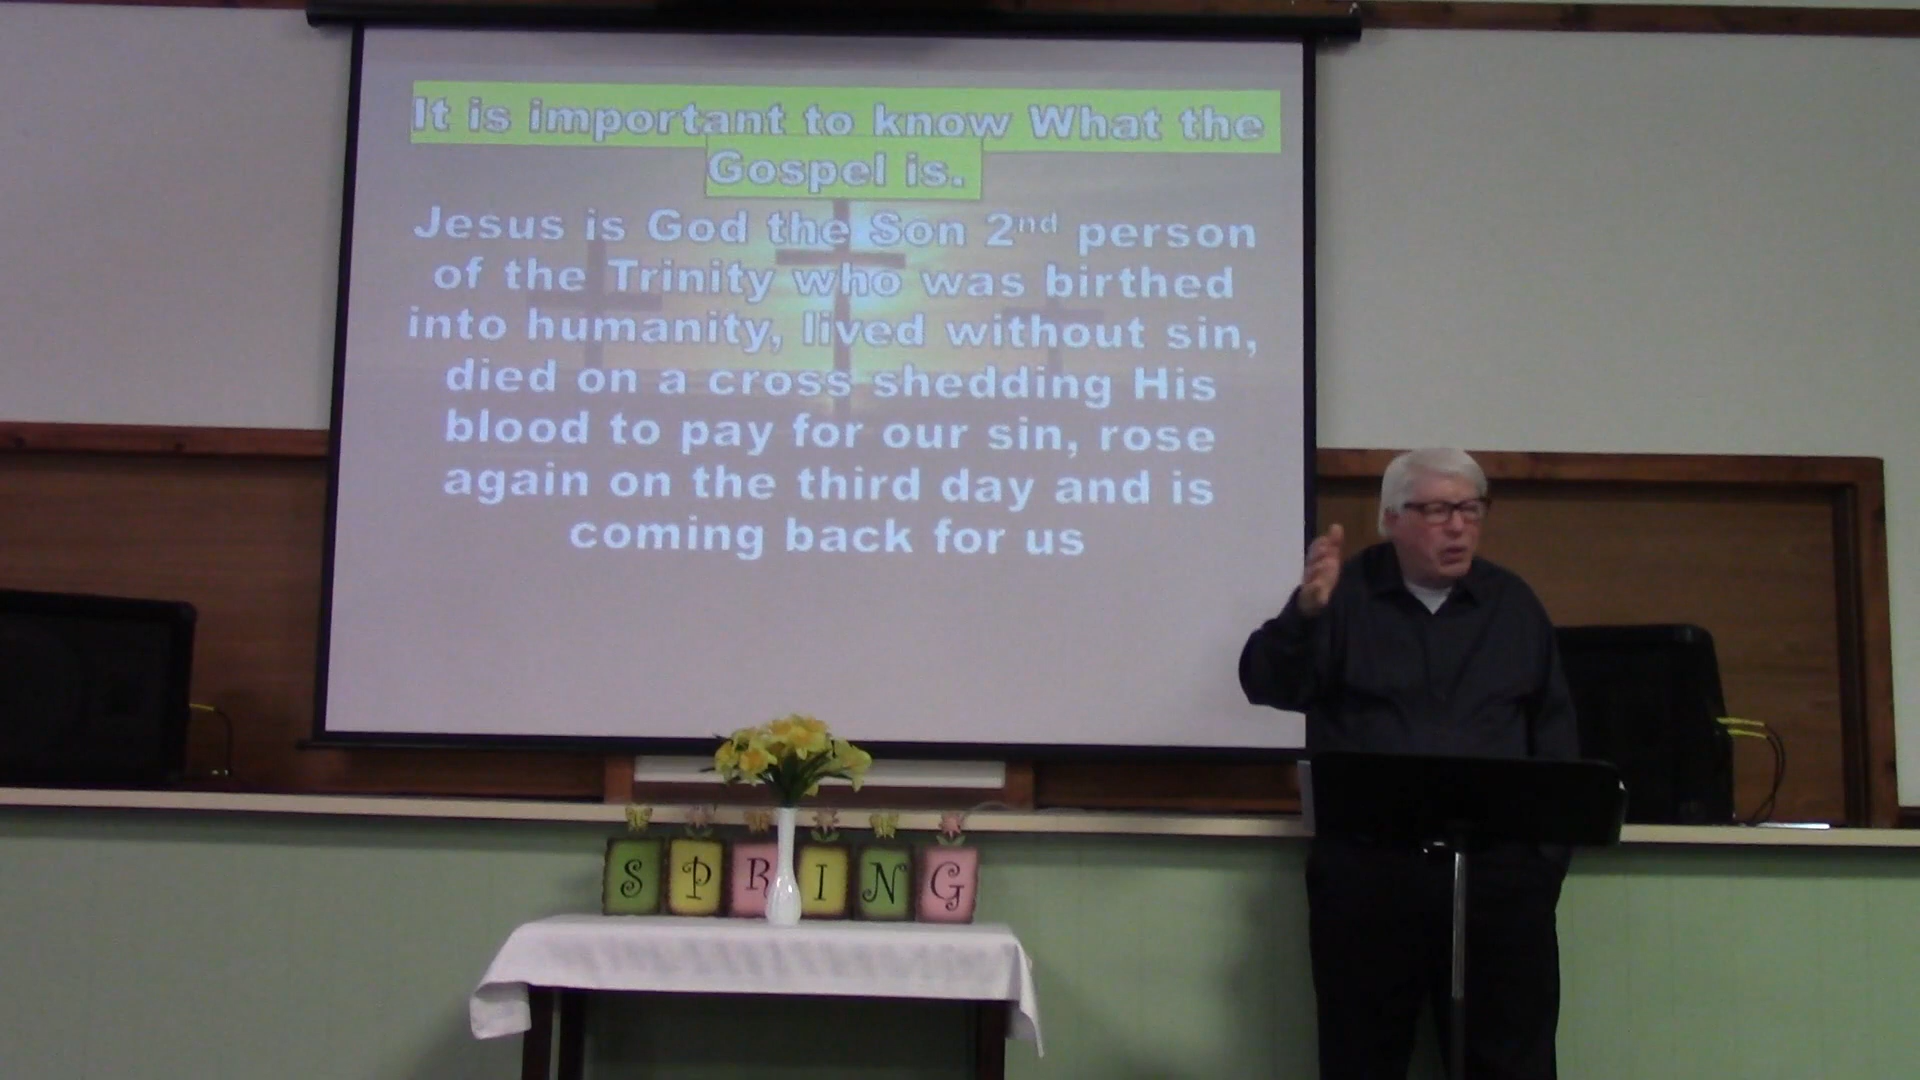 It is important to know What the
Gospel is.
Jesus is God the Son 2nd person
of the Trinity who was birthed
into humanity, lived without sin,
died on a cross shedding His
blood to pay for our sin, rose
again on the third day and is
coming back for us
SPRING